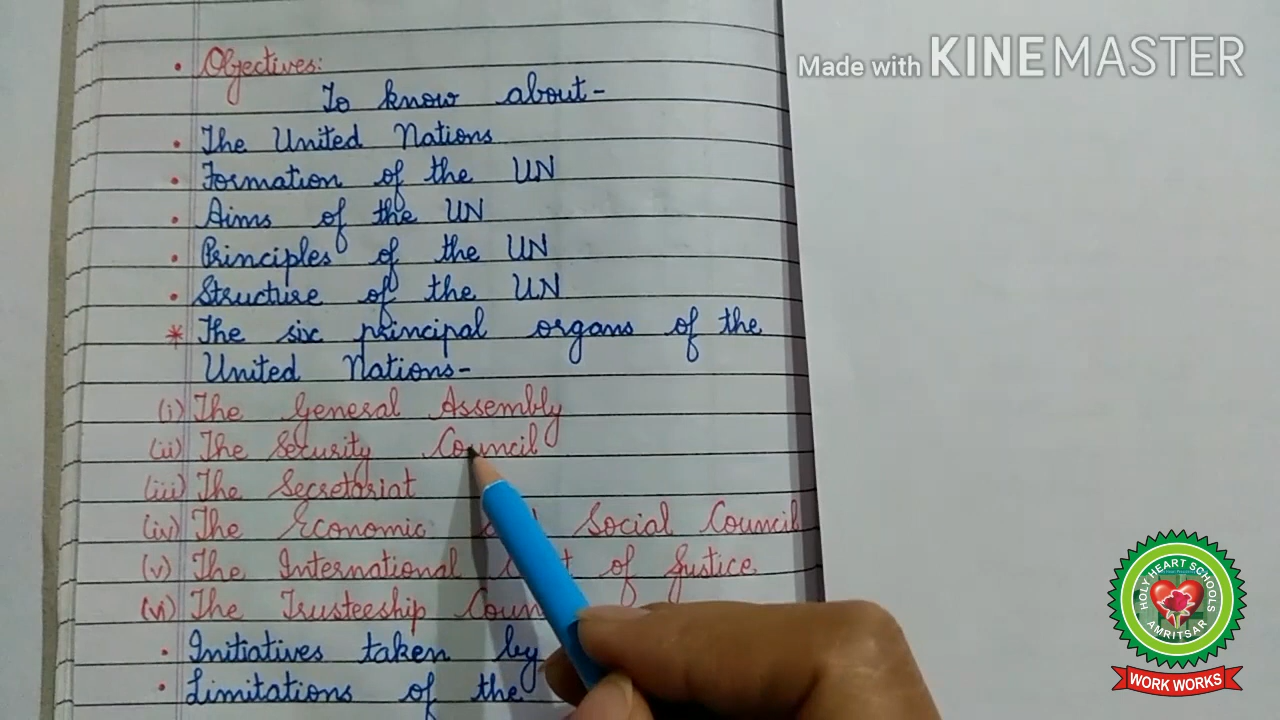 • Objectives:
To know about-
• The United Nations
• Formation of the UN
• Aims of the UN
• Principles of the UN
• Structure of the UN
* The six principal organs of the
United Nations-
(i) The General Assembly
(ii) The Security Council
(iii) The Secretariat
(iv) The Economic Social Council
(v) The International of Justice
(vi) The Trusteeship
• Initiatives taken by
• Limitations of the
Made with KINEMASTER
HOLY HEART SCHOOLS
AMRITSAR
WORK WORKS